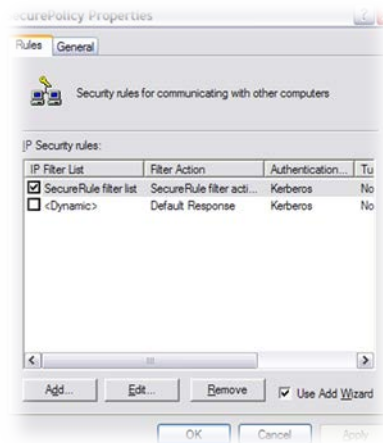 ecurePolicy Properties
Rules General
Security rules for communicating with other computers
IP Security rules:
IP Filter List Filter Action Authentication... Tu
SecureRule filter list SecureRule filter acti... Kerberos No
<Dynamic> Default Response Kerberos No
Add... Edit... Remove Use Add Wizard
OK Cancel Apply